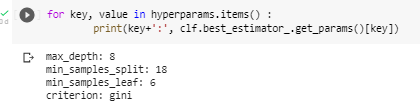 for key, value in hyperparams.items() :
print(key+':', clf.best_estimator_.get_params()[key])
max_depth: 8
min_samples_split: 18
min_samples_leaf: 6
criterion: gini